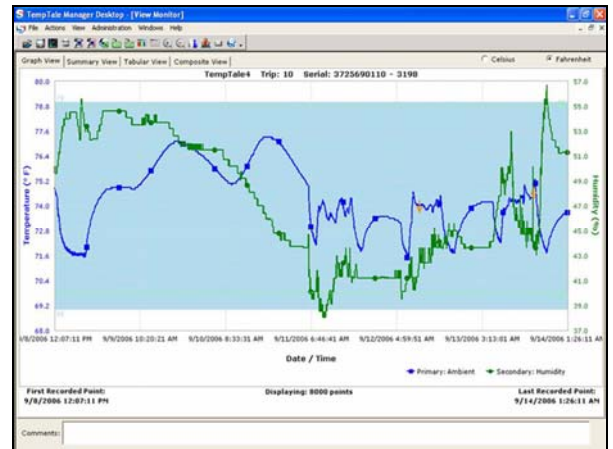 TempTale Manager Desktop - [View Monitor]
File Actions View Administration Windows Help
Graph View Summary View Tabular View Composite View
Celsius Fahrenheit
TempTale4 Trip: 10 Serial: 3725690110 - 3198
80.0
78.8
77.6
76.4
75.2
74.0
72.8
71.6
70.4
69.2
68.0
Temperature (° F)
57.0
55.0
53.0
51.0
49.0
47.0
45.0
43.0
41.0
39.0
37.0
Humidity (%)
9/8/2006 12:07:11 PM 9/9/2006 10:20:21 AM 9/10/2006 8:33:31 AM 9/11/2006 6:46:41 AM 9/12/2006 4:59:51 AM 9/13/2006 3:13:01 AM 9/14/2006 1:26:11 AM
Date / Time
Primary: Ambient Secondary: Humidity
First Recorded Point: Displaying: 8000 points Last Recorded Point:
9/8/2006 12:07:11 PM 9/14/2006 1:26:11 AM
Comments: